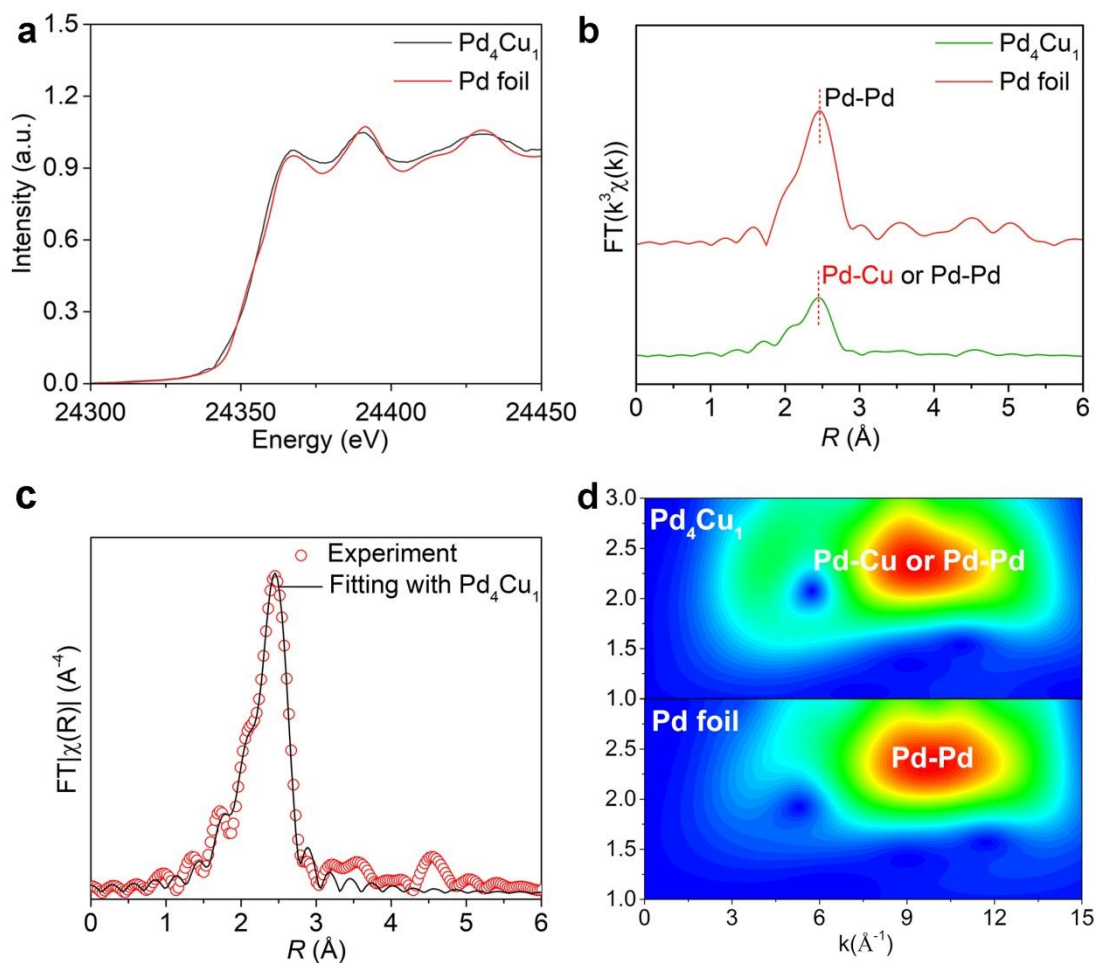 a
Pd₄Cu₁
Pd foil
1.5
1.2
0.9
0.6
0.3
0.0
Intensity (a.u.)
24300 24350 24400 24450
Energy (eV)
b
Pd₄Cu₁
Pd foil
Pd-Pd
Pd-Cu or Pd-Pd
FT(k³χ(k)
0 1 2 3 4 5 6
R (Å)
c
Experiment
Fitting with Pd₄Cu₁
FT|χ(R)| (A⁻⁴)
0 1 2 3 4 5 6
R (Å)
d
3.0
2.5
2.0
1.5
1.0
Pd₄Cu₁
Pd-Cu or Pd-Pd
2.5
2.0
1.5
1.0
Pd foil
Pd-Pd
0 3 6 9 12 15
k(Å⁻¹)